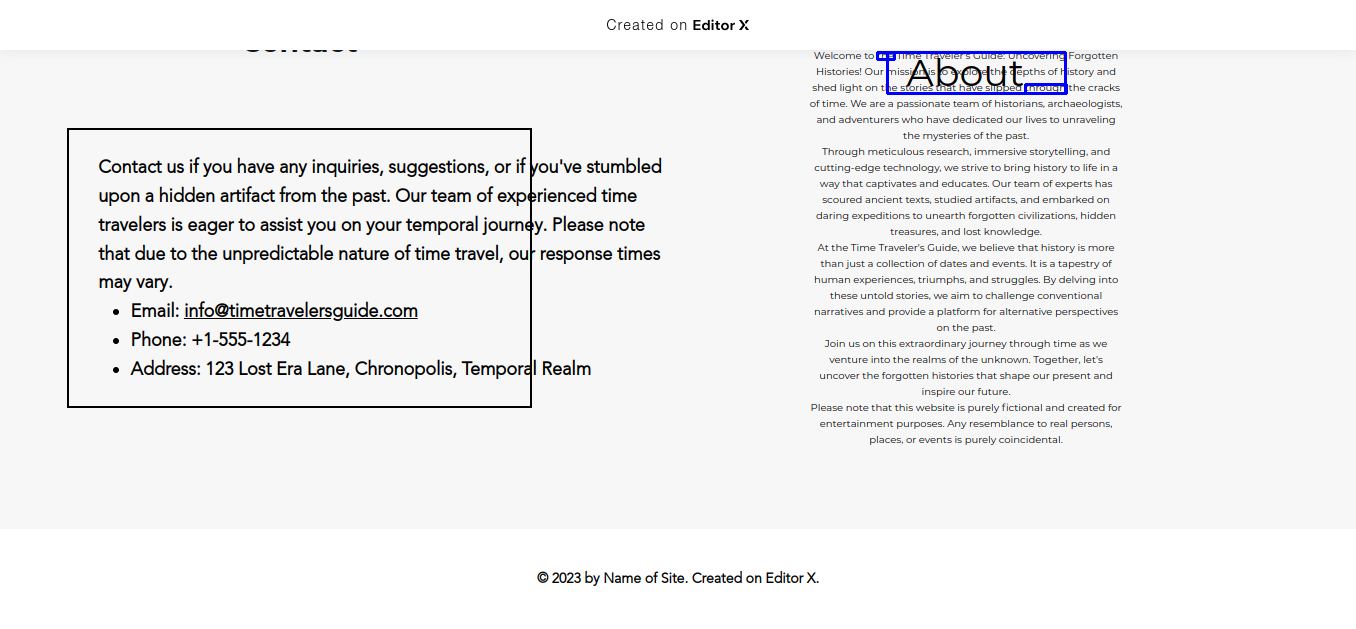 Created on Editor X
Contact
Contact us if you have any inquiries, suggestions, or if you've stumbled
upon a hidden artifact from the past. Our team of experienced time
travelers is eager to assist you on your temporal journey. Please note
that due to the unpredictable nature of time travel, our response times
may vary.
• Email: info@timetravelersguide.com
• Phone: +1-555-1234
• Address: 123 Lost Era Lane, Chronopolis, Temporal Realm
About
Welcome to The Time Traveler's Guide: Uncovering Forgotten
Histories! Our mission is to explore the depths of history and
shed light on the stories that have slipped through the cracks
of time. We are a passionate team of historians, archaeologists,
and adventurers who have dedicated our lives to unraveling
the mysteries of the past.
Through meticulous research, immersive storytelling, and
cutting-edge technology, we strive to bring history to life in a
way that captivates and educates. Our team of experts has
scoured ancient texts, studied artifacts, and embarked on
daring expeditions to unearth forgotten civilizations, hidden
treasures, and lost knowledge.
At the Time Traveler's Guide, we believe that history is more
than just a collection of dates and events. It is a tapestry of
human experiences, triumphs, and struggles. By delving into
these untold stories, we aim to challenge conventional
narratives and provide a platform for alternative perspectives
on the past.
Join us on this extraordinary journey through time as we
venture into the realms of the unknown. Together, let's
uncover the forgotten histories that shape our present and
inspire our future.
Please note that this website is purely fictional and created for
entertainment purposes. Any resemblance to real persons,
places, or events is purely coincidental.
© 2023 by Name of Site. Created on Editor X.